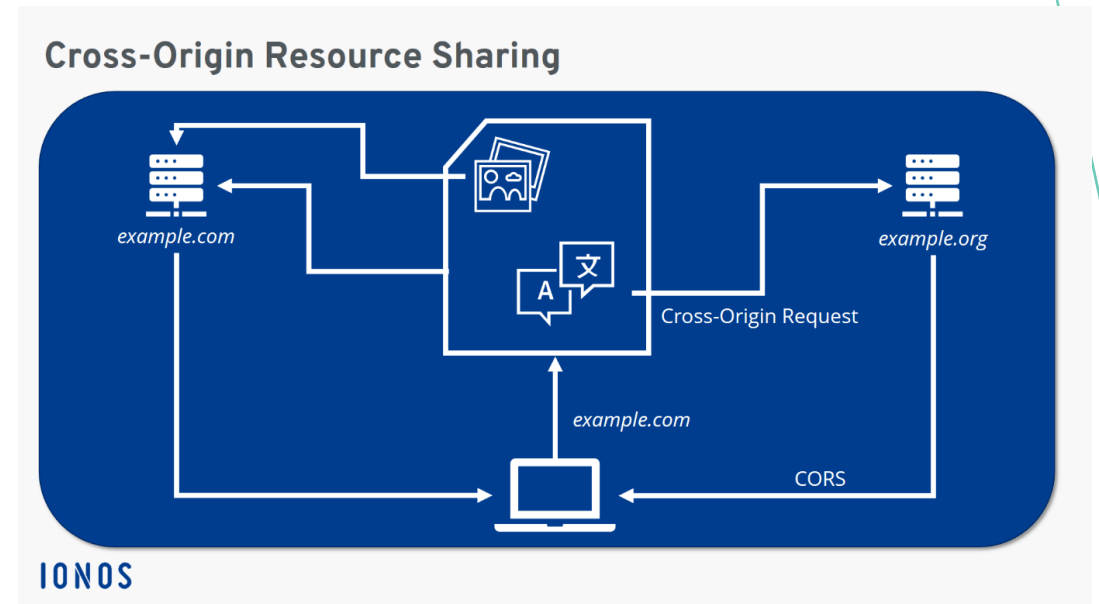 Cross-Origin Resource Sharing
example.com
A
文
example.org
Cross-Origin Request
example.com
CORS
IONOS